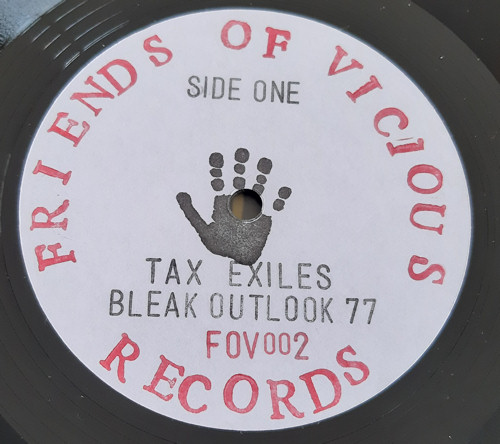 FRIENDS OF VICIOUS
SIDE ONE
TAX EXILES
BLEAK OUTLOOK 77
FOV002
RECORDS